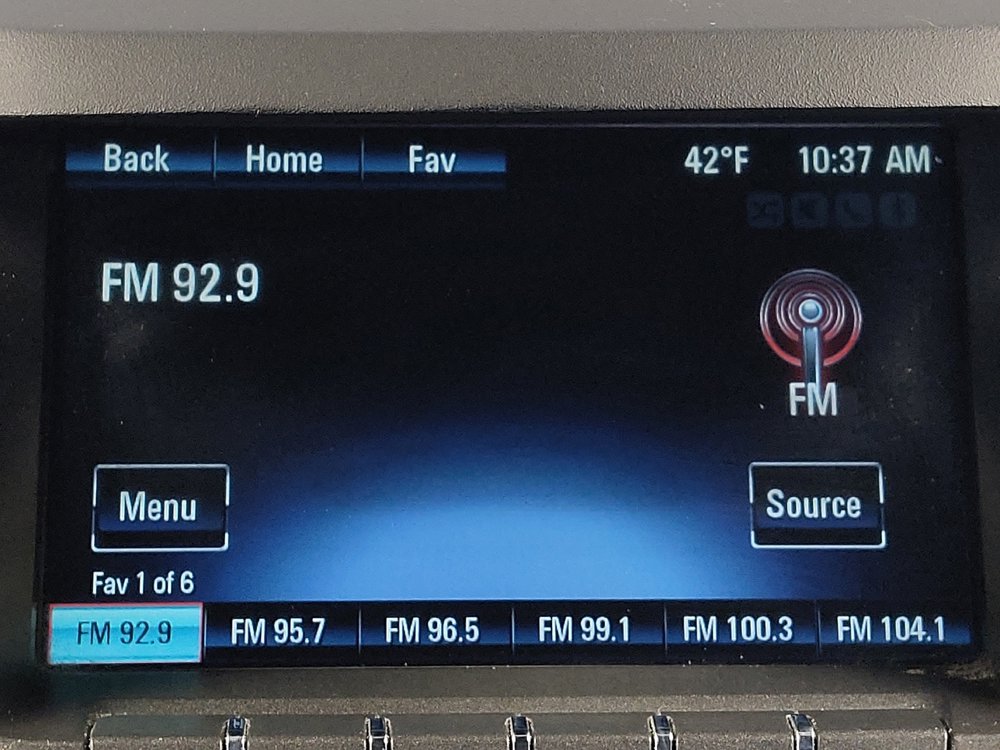 Back Home Fav 42°F 10:37 AM
FM 92.9
FM
Menu Source
Fav 1 of 6
FM 92.9 FM 95.7 FM 96.5 FM 99.1 FM 100.3 FM 104.1